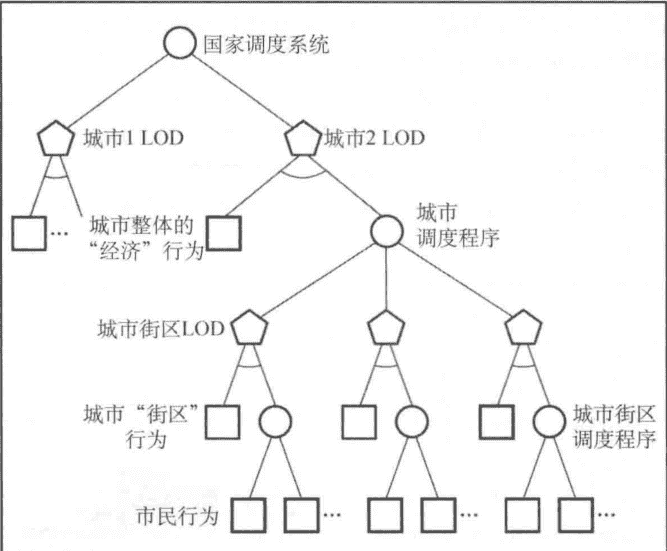 国家调度系统
城市1 LOD
城市2 LOD
... 城市整体的
“经济”行为
城市
调度程序
城市街区LOD
城市“街区”
行为
城市街区
调度程序
市民行为
...
...
...